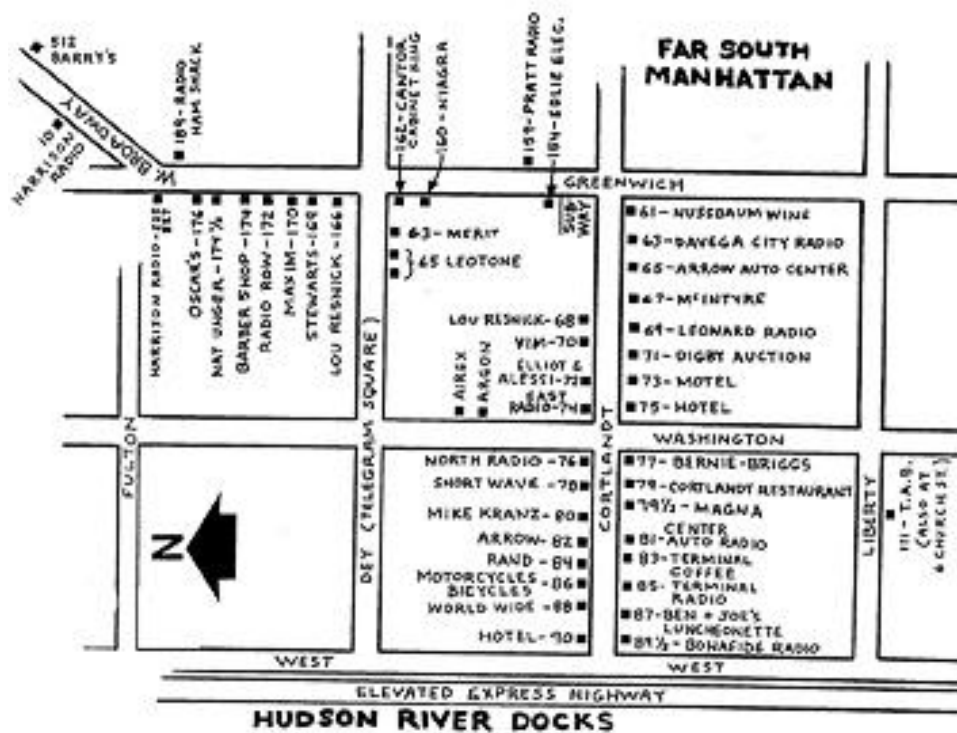 FAR SOUTH
MANHATTAN
512
BARRY'S
W. BROADWAY
10
HARRISON
RADIO
189-RADIO
HAM SHACK
162-CANTOR
CABINET KING
160-NIAGRA
159-PRATT RADIO
GREENWICH
SUB
WAY
OSCAR'S-176
NAT UNGER-174½
BARBER SHOP-174
RADIO ROW-172
MAXIM-170
STEWARTS-169
LOU RESNICK-166
63-MERIT
65 LEOTONE
LOU RESNICK-68
VIM-70
ELLIOT &
ALESSI-72
EAST
RADIO-74
AIREX
ARGON
61-NUSSBAUM WINE
63-DAVEGA CITY RADIO
65-ARROW AUTO CENTER
67-MCINTYRE
69-LEONARD RADIO
71-DIGBY AUCTION
73-MOTEL
75-HOTEL
WASHINGTON
FULTON
DEY (TELEGRAM SQUARE)
CORTLANDT
LIBERTY
N
NORTH RADIO-76
SHORT WAVE-78
MIKE KRANZ-80
ARROW-82
RAND-84
MOTORCYCLES
BICYCLES-86
WORLD WIDE-88
HOTEL-90
77-BERNIE-BRIGGS
79-CORTLANDT RESTAURANT
79½-MAGNA
CENTER
81-AUTO RADIO
83-TERMINAL
COFFEE
85-TERMINAL
RADIO
87-BEN & JOE'S
LUNCHEONETTE
89½-BONAFIDE RADIO
111-T.A.B.
(ALSO AT
6 CHURCH ST.)
WEST
WEST
ELEVATED EXPRESS HIGHWAY
HUDSON RIVER DOCKS